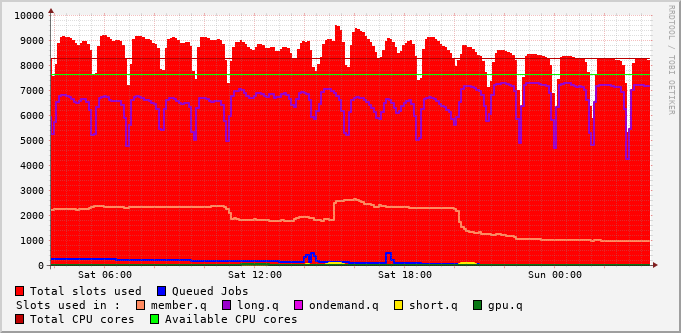 10000
9000
8000
7000
6000
5000
4000
3000
2000
1000
0
Sat 06:00 Sat 12:00 Sat 18:00 Sun 00:00
RRDTOOL / TOBI OETIKER
Total slots used Queued Jobs
Slots used in : member.q long.q ondemand.q short.q gpu.q
Total CPU cores Available CPU cores